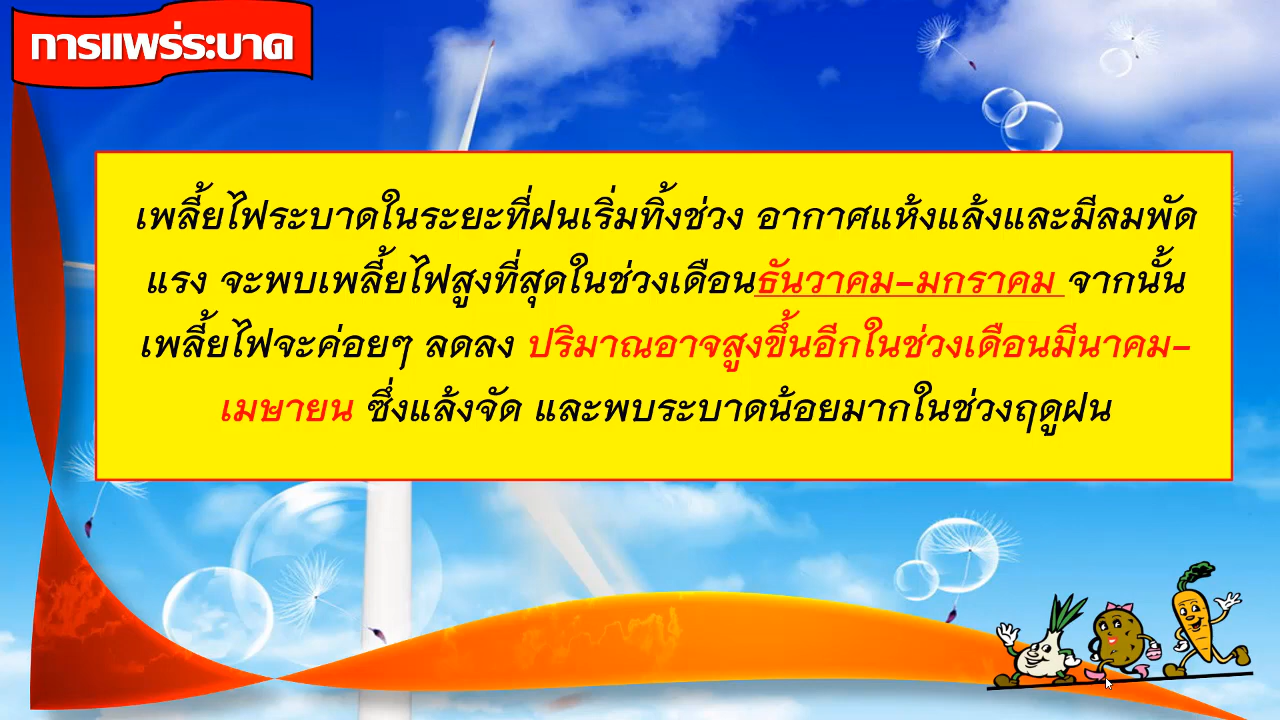 การแพร่ระบาด
เพลี้ยไฟระบาดในระยะที่ฝนเริ่มทิ้งช่วง อากาศแห้งแล้งและมีลมพัด
แรง จะพบเพลี้ยไฟสูงที่สุดในช่วงเดือนธันวาคม-มกราคม จากนั้น
เพลี้ยไฟจะค่อยๆ ลดลง ปริมาณอาจสูงขึ้นอีกในช่วงเดือนมีนาคม-
เมษายน ซึ่งแล้งจัด และพบระบาดน้อยมากในช่วงฤดูฝน